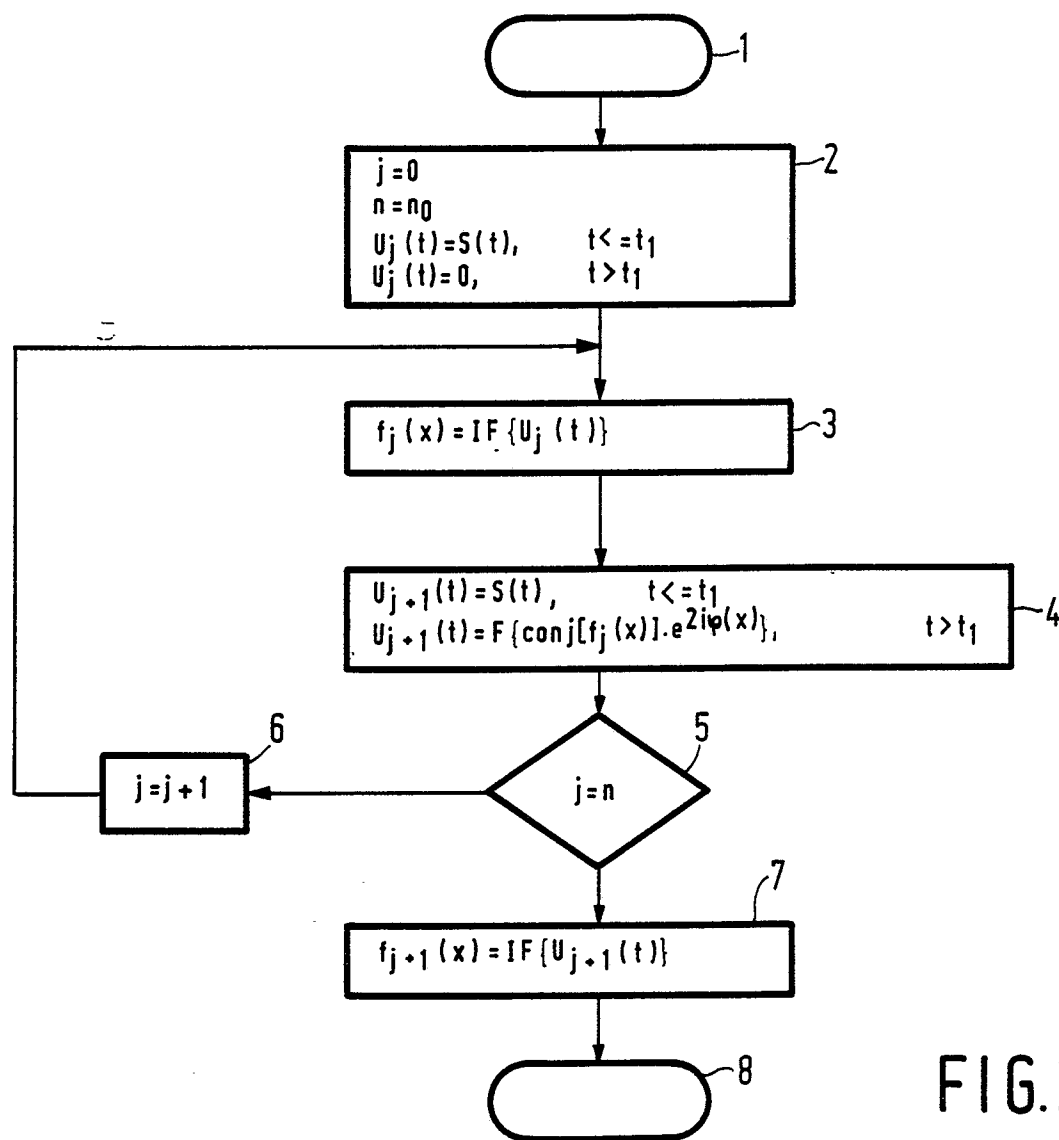 1
2
j=0
n=n0
Uj(t)=S(t), t<=t1
Uj(t)=0, t>t1
3
fj(x)=IF{Uj(t)}
4
Uj+1(t)=S(t), t<=t1
Uj+1(t)=F{conj[fj(x)].e2iφ(x)}, t>t1
5
6
j=j+1
j=n
7
fj+1(x)=IF{Uj+1(t)}
8
FIG.